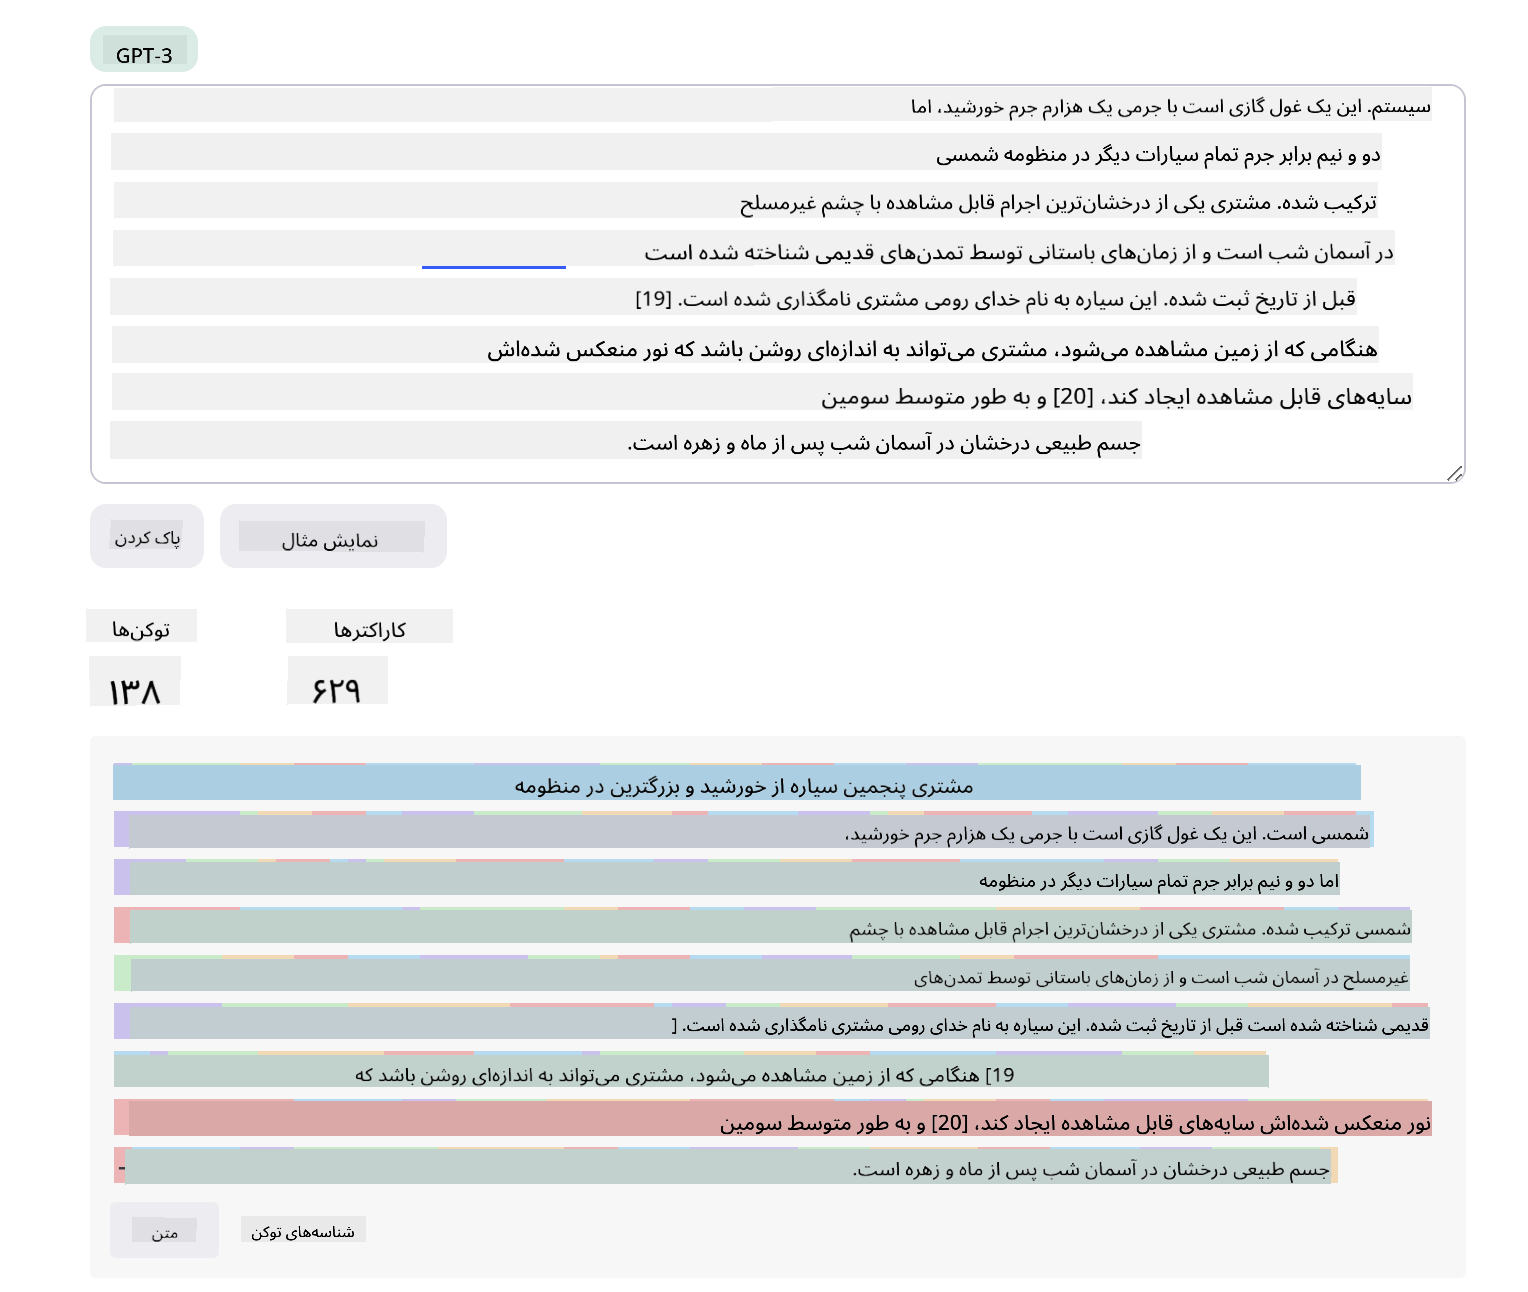 GPT-3
سیستم. این یک غول گازی است با جرمی یک هزارم جرم خورشید، اما
دو و نیم برابر جرم تمام سیارات دیگر در منظومه شمسی
ترکیب شده. مشتری یکی از درخشان‌ترین اجرام قابل مشاهده با چشم غیرمسلح
در آسمان شب است و از زمان‌های باستانی توسط تمدن‌های قدیمی شناخته شده است
قبل از تاریخ ثبت شده. این سیاره به نام خدای رومی مشتری نامگذاری شده است. [19]
هنگامی که از زمین مشاهده می‌شود، مشتری می‌تواند به اندازه‌ای روشن باشد که نور منعکس شده‌اش
سایه‌های قابل مشاهده ایجاد کند، [20] و به طور متوسط سومین
جسم طبیعی درخشان در آسمان شب پس از ماه و زهره است.
پاک کردن
نمایش مثال
توکن‌ها
کاراکترها
۱۳۸
۶۲۹
مشتری پنجمین سیاره از خورشید و بزرگترین در منظومه
شمسی است. این یک غول گازی است با جرمی یک هزارم جرم خورشید،
اما دو و نیم برابر جرم تمام سیارات دیگر در منظومه
شمسی ترکیب شده. مشتری یکی از درخشان‌ترین اجرام قابل مشاهده با چشم
غیرمسلح در آسمان شب است و از زمان‌های باستانی توسط تمدن‌های
قدیمی شناخته شده است قبل از تاریخ ثبت شده. این سیاره به نام خدای رومی مشتری نامگذاری شده است. [
19] هنگامی که از زمین مشاهده می‌شود، مشتری می‌تواند به اندازه‌ای روشن باشد که
نور منعکس شده‌اش سایه‌های قابل مشاهده ایجاد کند، [20] و به طور متوسط سومین
جسم طبیعی درخشان در آسمان شب پس از ماه و زهره است.
متن
شناسه‌های توکن